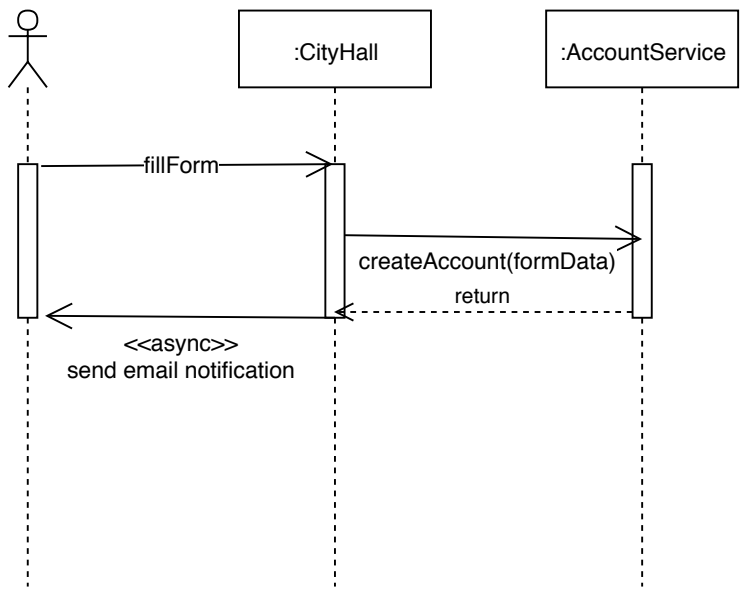 :CityHall
:AccountService
fillForm
createAccount(formData)
return
<<async>>
send email notification